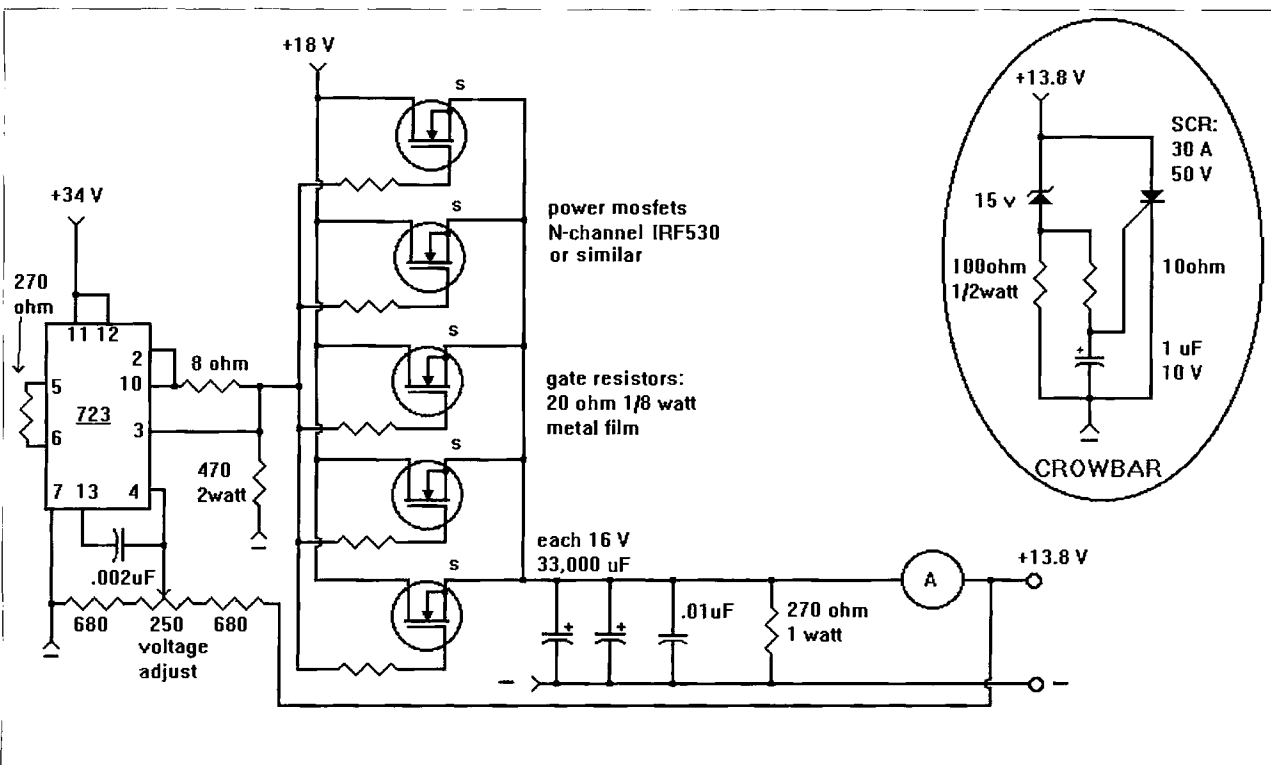 +18 V
S
+34 V
270
ohm
11 12
2
10
8 ohm
5
723
3
6
7 13 4
470
2watt
.002uF
680 250 680
voltage
adjust
S
power mosfets
N-channel IRF530
or similar
S
gate resistors:
20 ohm 1/8 watt
metal film
S
S
each 16 V
33,000 uF
+
+
.01uF
270 ohm
1 watt
A
+13.8 V
–
–
+13.8 V
SCR:
30 A
50 V
15 v
100ohm
1/2watt
10ohm
+
1 uF
10 V
CROWBAR